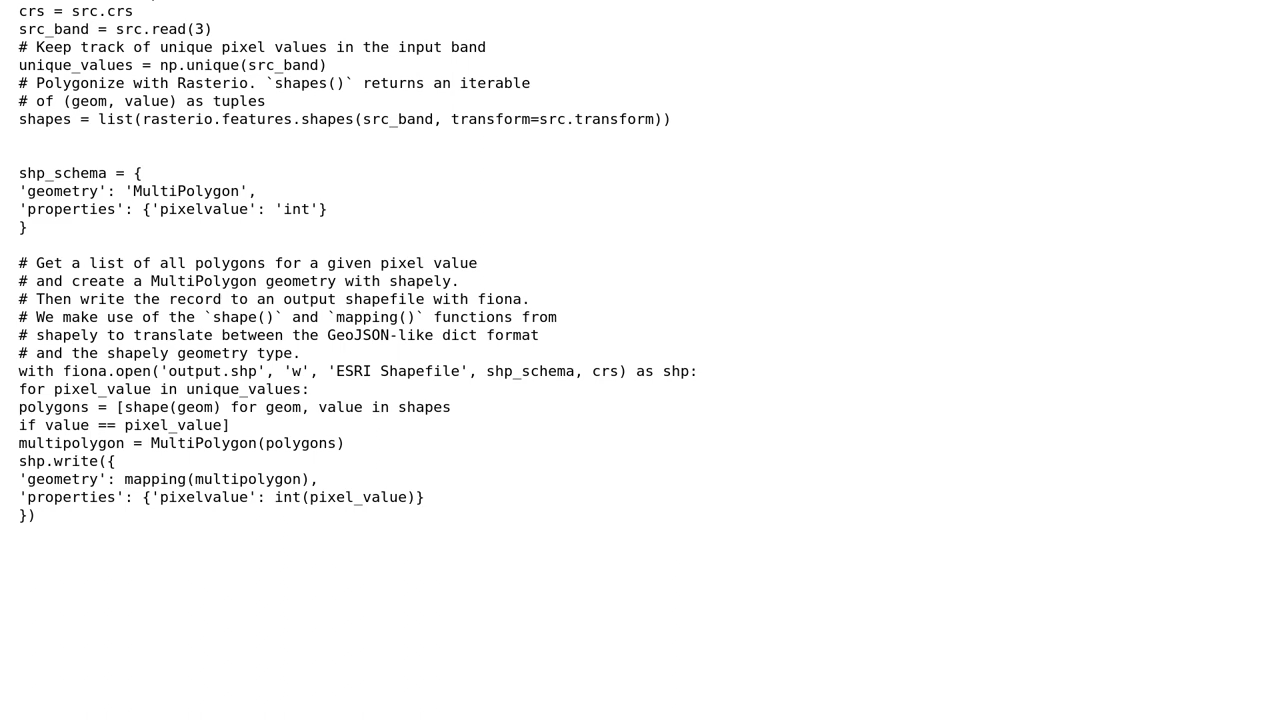 crs = src.crs
src_band = src.read(3)
# Keep track of unique pixel values in the input band
unique_values = np.unique(src_band)
# Polygonize with Rasterio. `shapes()` returns an iterable
# of (geom, value) as tuples
shapes = list(rasterio.features.shapes(src_band, transform=src.transform))
shp_schema = {
'geometry': 'MultiPolygon',
'properties': {'pixelvalue': 'int'}
}
# Get a list of all polygons for a given pixel value
# and create a MultiPolygon geometry with shapely.
# Then write the record to an output shapefile with fiona.
# We make use of the `shape()` and `mapping()` functions from
# shapely to translate between the GeoJSON-like dict format
# and the shapely geometry type.
with fiona.open('output.shp', 'w', 'ESRI Shapefile', shp_schema, crs) as shp:
for pixel_value in unique_values:
polygons = [shape(geom) for geom, value in shapes
if value == pixel_value]
multipolygon = MultiPolygon(polygons)
shp.write({
'geometry': mapping(multipolygon),
'properties': {'pixelvalue': int(pixel_value)}
})